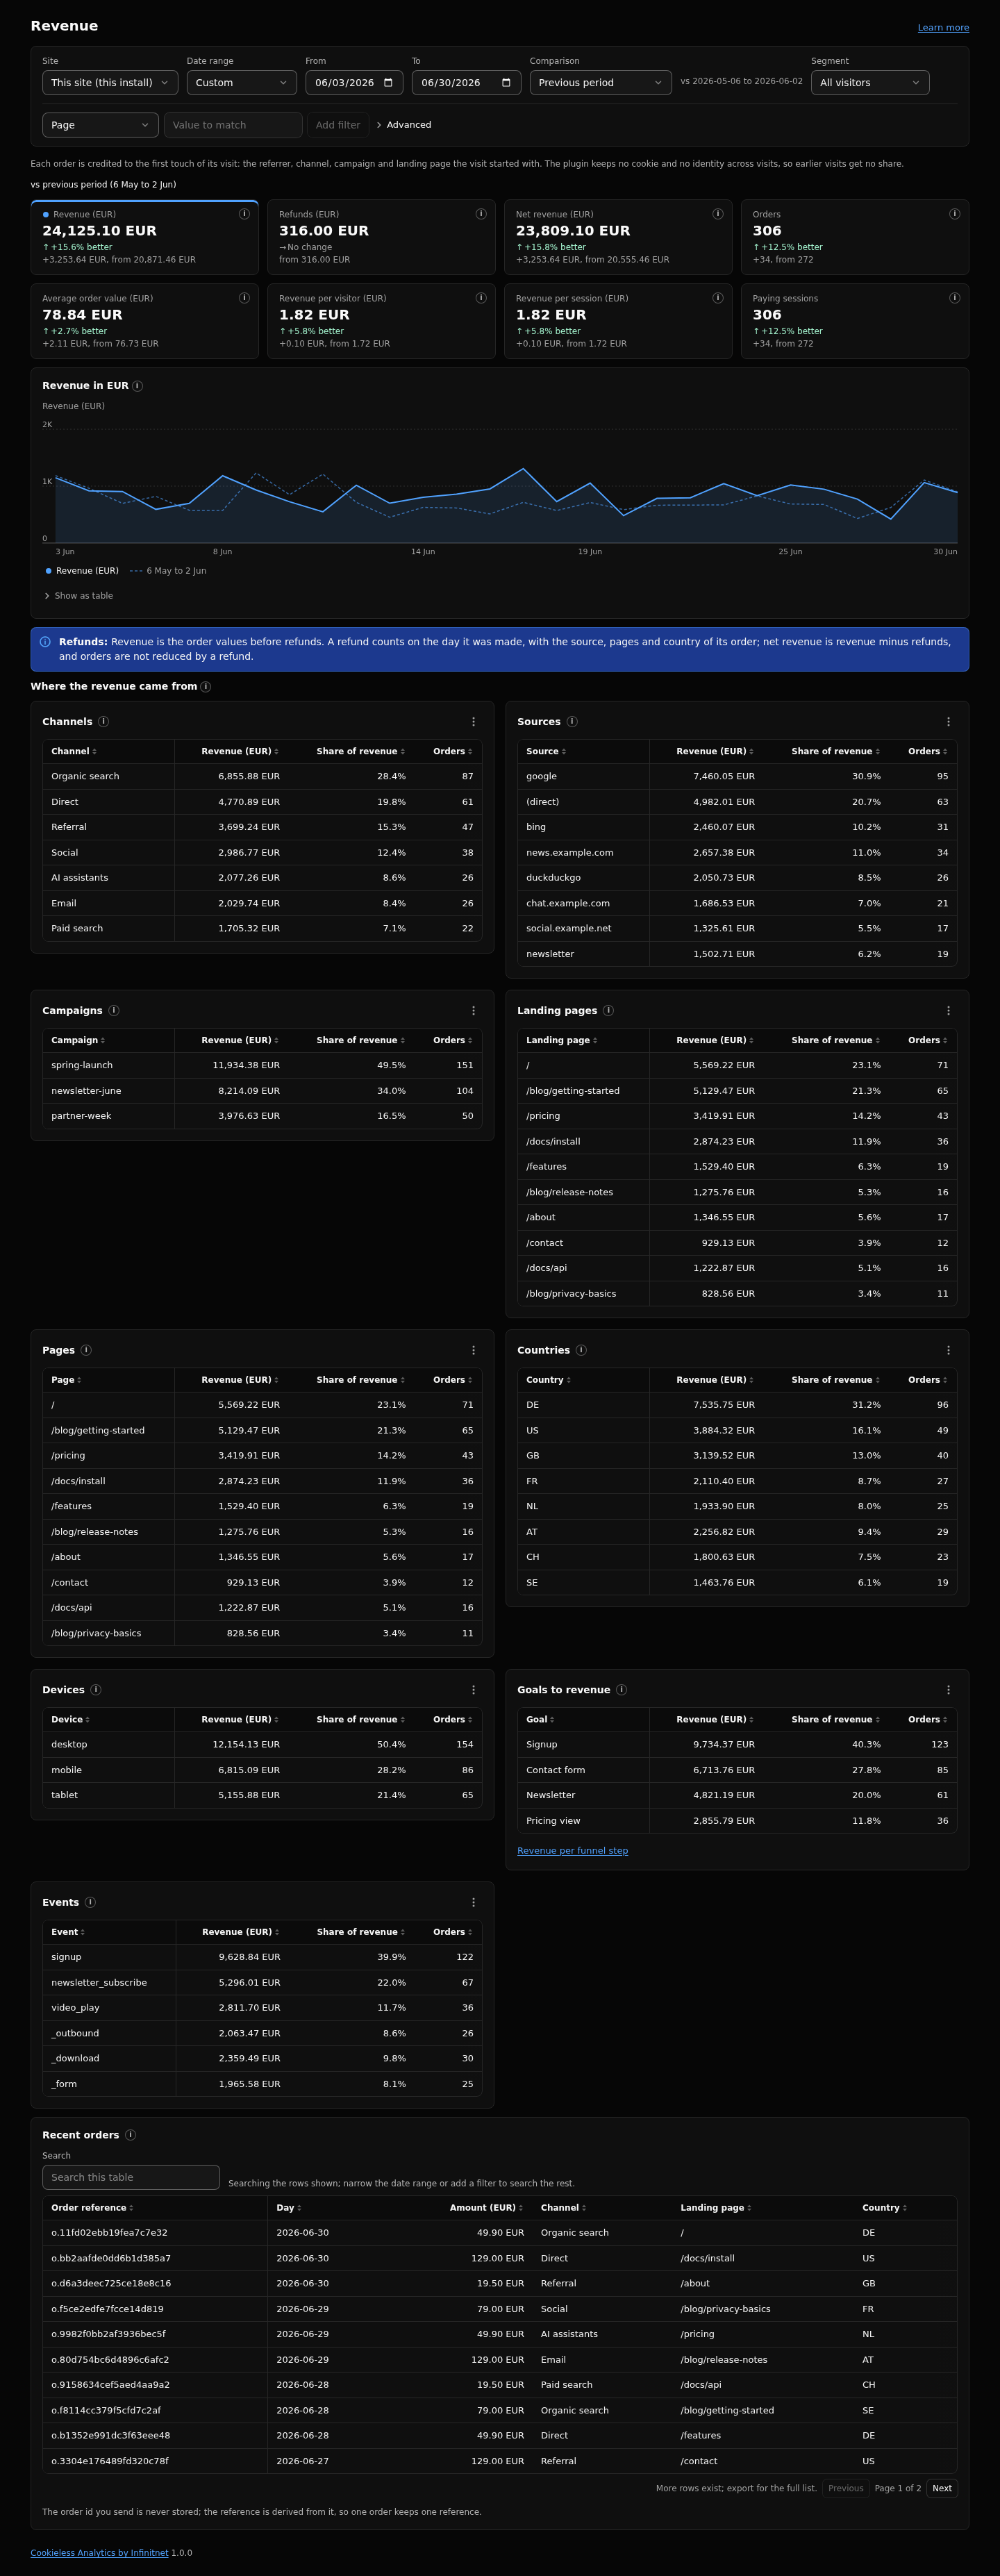 Revenue
Learn more
Site
Date range
From
To
Comparison
Segment
This site (this install)
Custom
06/03/2026
06/30/2026
Previous period
vs 2026-05-06 to 2026-06-02
All visitors
Page
Value to match
Add filter
Advanced
Each order is credited to the first touch of its visit: the referrer, channel, campaign and landing page the visit started with. The plugin keeps no cookie and no identity across visits, so earlier visits get no share.
vs previous period (6 May to 2 Jun)
Revenue (EUR)
24,125.10 EUR
↑ +15.6% better
+3,253.64 EUR, from 20,871.46 EUR
Refunds (EUR)
316.00 EUR
→ No change
from 316.00 EUR
Net revenue (EUR)
23,809.10 EUR
↑ +15.8% better
+3,253.64 EUR, from 20,555.46 EUR
Orders
306
↑ +12.5% better
+34, from 272
Average order value (EUR)
78.84 EUR
↑ +2.7% better
+2.11 EUR, from 76.73 EUR
Revenue per visitor (EUR)
1.82 EUR
↑ +5.8% better
+0.10 EUR, from 1.72 EUR
Revenue per session (EUR)
1.82 EUR
↑ +5.8% better
+0.10 EUR, from 1.72 EUR
Paying sessions
306
↑ +12.5% better
+34, from 272
Revenue in EUR
Revenue (EUR)
2K
1K
0
3 Jun 8 Jun 14 Jun 19 Jun 25 Jun 30 Jun
Revenue (EUR) 6 May to 2 Jun
Show as table
Refunds: Revenue is the order values before refunds. A refund counts on the day it was made, with the source, pages and country of its order; net revenue is revenue minus refunds,
and orders are not reduced by a refund.
Where the revenue came from
Channels
Channel Revenue (EUR) Share of revenue Orders
Organic search 6,855.88 EUR 28.4% 87
Direct 4,770.89 EUR 19.8% 61
Referral 3,699.24 EUR 15.3% 47
Social 2,986.77 EUR 12.4% 38
AI assistants 2,077.26 EUR 8.6% 26
Email 2,029.74 EUR 8.4% 26
Paid search 1,705.32 EUR 7.1% 22
Sources
Source Revenue (EUR) Share of revenue Orders
google 7,460.05 EUR 30.9% 95
(direct) 4,982.01 EUR 20.7% 63
bing 2,460.07 EUR 10.2% 31
news.example.com 2,657.38 EUR 11.0% 34
duckduckgo 2,050.73 EUR 8.5% 26
chat.example.com 1,686.53 EUR 7.0% 21
social.example.net 1,325.61 EUR 5.5% 17
newsletter 1,502.71 EUR 6.2% 19
Campaigns
Campaign Revenue (EUR) Share of revenue Orders
spring-launch 11,934.38 EUR 49.5% 151
newsletter-june 8,214.09 EUR 34.0% 104
partner-week 3,976.63 EUR 16.5% 50
Landing pages
Landing page Revenue (EUR) Share of revenue Orders
/ 5,569.22 EUR 23.1% 71
/blog/getting-started 5,129.47 EUR 21.3% 65
/pricing 3,419.91 EUR 14.2% 43
/docs/install 2,874.23 EUR 11.9% 36
/features 1,529.40 EUR 6.3% 19
/blog/release-notes 1,275.76 EUR 5.3% 16
/about 1,346.55 EUR 5.6% 17
/contact 929.13 EUR 3.9% 12
/docs/api 1,222.87 EUR 5.1% 16
/blog/privacy-basics 828.56 EUR 3.4% 11
Pages
Page Revenue (EUR) Share of revenue Orders
/ 5,569.22 EUR 23.1% 71
/blog/getting-started 5,129.47 EUR 21.3% 65
/pricing 3,419.91 EUR 14.2% 43
/docs/install 2,874.23 EUR 11.9% 36
/features 1,529.40 EUR 6.3% 19
/blog/release-notes 1,275.76 EUR 5.3% 16
/about 1,346.55 EUR 5.6% 17
/contact 929.13 EUR 3.9% 12
/docs/api 1,222.87 EUR 5.1% 16
/blog/privacy-basics 828.56 EUR 3.4% 11
Countries
Country Revenue (EUR) Share of revenue Orders
DE 7,535.75 EUR 31.2% 96
US 3,884.32 EUR 16.1% 49
GB 3,139.52 EUR 13.0% 40
FR 2,110.40 EUR 8.7% 27
NL 1,933.90 EUR 8.0% 25
AT 2,256.82 EUR 9.4% 29
CH 1,800.63 EUR 7.5% 23
SE 1,463.76 EUR 6.1% 19
Devices
Device Revenue (EUR) Share of revenue Orders
desktop 12,154.13 EUR 50.4% 154
mobile 6,815.09 EUR 28.2% 86
tablet 5,155.88 EUR 21.4% 65
Goals to revenue
Goal Revenue (EUR) Share of revenue Orders
Signup 9,734.37 EUR 40.3% 123
Contact form 6,713.76 EUR 27.8% 85
Newsletter 4,821.19 EUR 20.0% 61
Pricing view 2,855.79 EUR 11.8% 36
Revenue per funnel step
Events
Event Revenue (EUR) Share of revenue Orders
signup 9,628.84 EUR 39.9% 122
newsletter_subscribe 5,296.01 EUR 22.0% 67
video_play 2,811.70 EUR 11.7% 36
_outbound 2,063.47 EUR 8.6% 26
_download 2,359.49 EUR 9.8% 30
_form 1,965.58 EUR 8.1% 25
Recent orders
Search
Search this table
Searching the rows shown; narrow the date range or add a filter to search the rest.
Order reference Day Amount (EUR) Channel Landing page Country
o.11fd02ebb19fea7c7e32 2026-06-30 49.90 EUR Organic search / DE
o.bb2aafde0dd6b1d385a7 2026-06-30 129.00 EUR Direct /docs/install US
o.d6a3deec725ce18e8c16 2026-06-30 19.50 EUR Referral /about GB
o.f5ce2edfe7fcce14d819 2026-06-29 79.00 EUR Social /blog/privacy-basics FR
o.9982f0bb2af3936bec5f 2026-06-29 49.90 EUR AI assistants /pricing NL
o.80d754bc6d4896c6afc2 2026-06-29 129.00 EUR Email /blog/release-notes AT
o.9158634cef5aed4aa9a2 2026-06-28 19.50 EUR Paid search /docs/api CH
o.f8114cc379f5cfd7c2af 2026-06-28 79.00 EUR Organic search /blog/getting-started SE
o.b1352e991dc3f63eee48 2026-06-28 49.90 EUR Direct /features DE
o.3304e176489fd320c78f 2026-06-27 129.00 EUR Referral /contact US
More rows exist; export for the full list. Previous Page 1 of 2 Next
The order id you send is never stored; the reference is derived from it, so one order keeps one reference.
Cookieless Analytics by Infinitnet 1.0.0